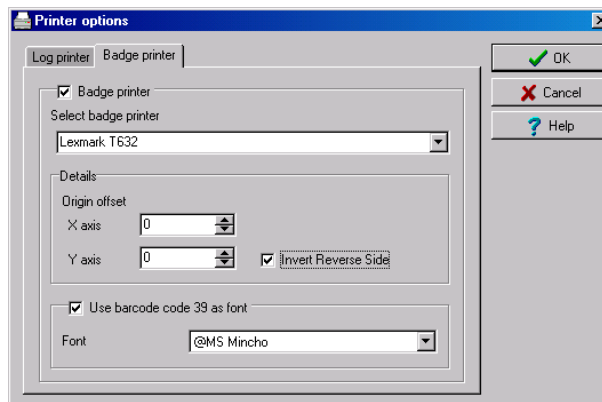 Printer options
Log printer Badge printer
OK
Cancel
Help
Badge printer
Select badge printer
Lexmark T632
Details
Origin offset
X axis 0
Y axis 0 Invert Reverse Side
Use barcode code 39 as font
Font @MS Mincho